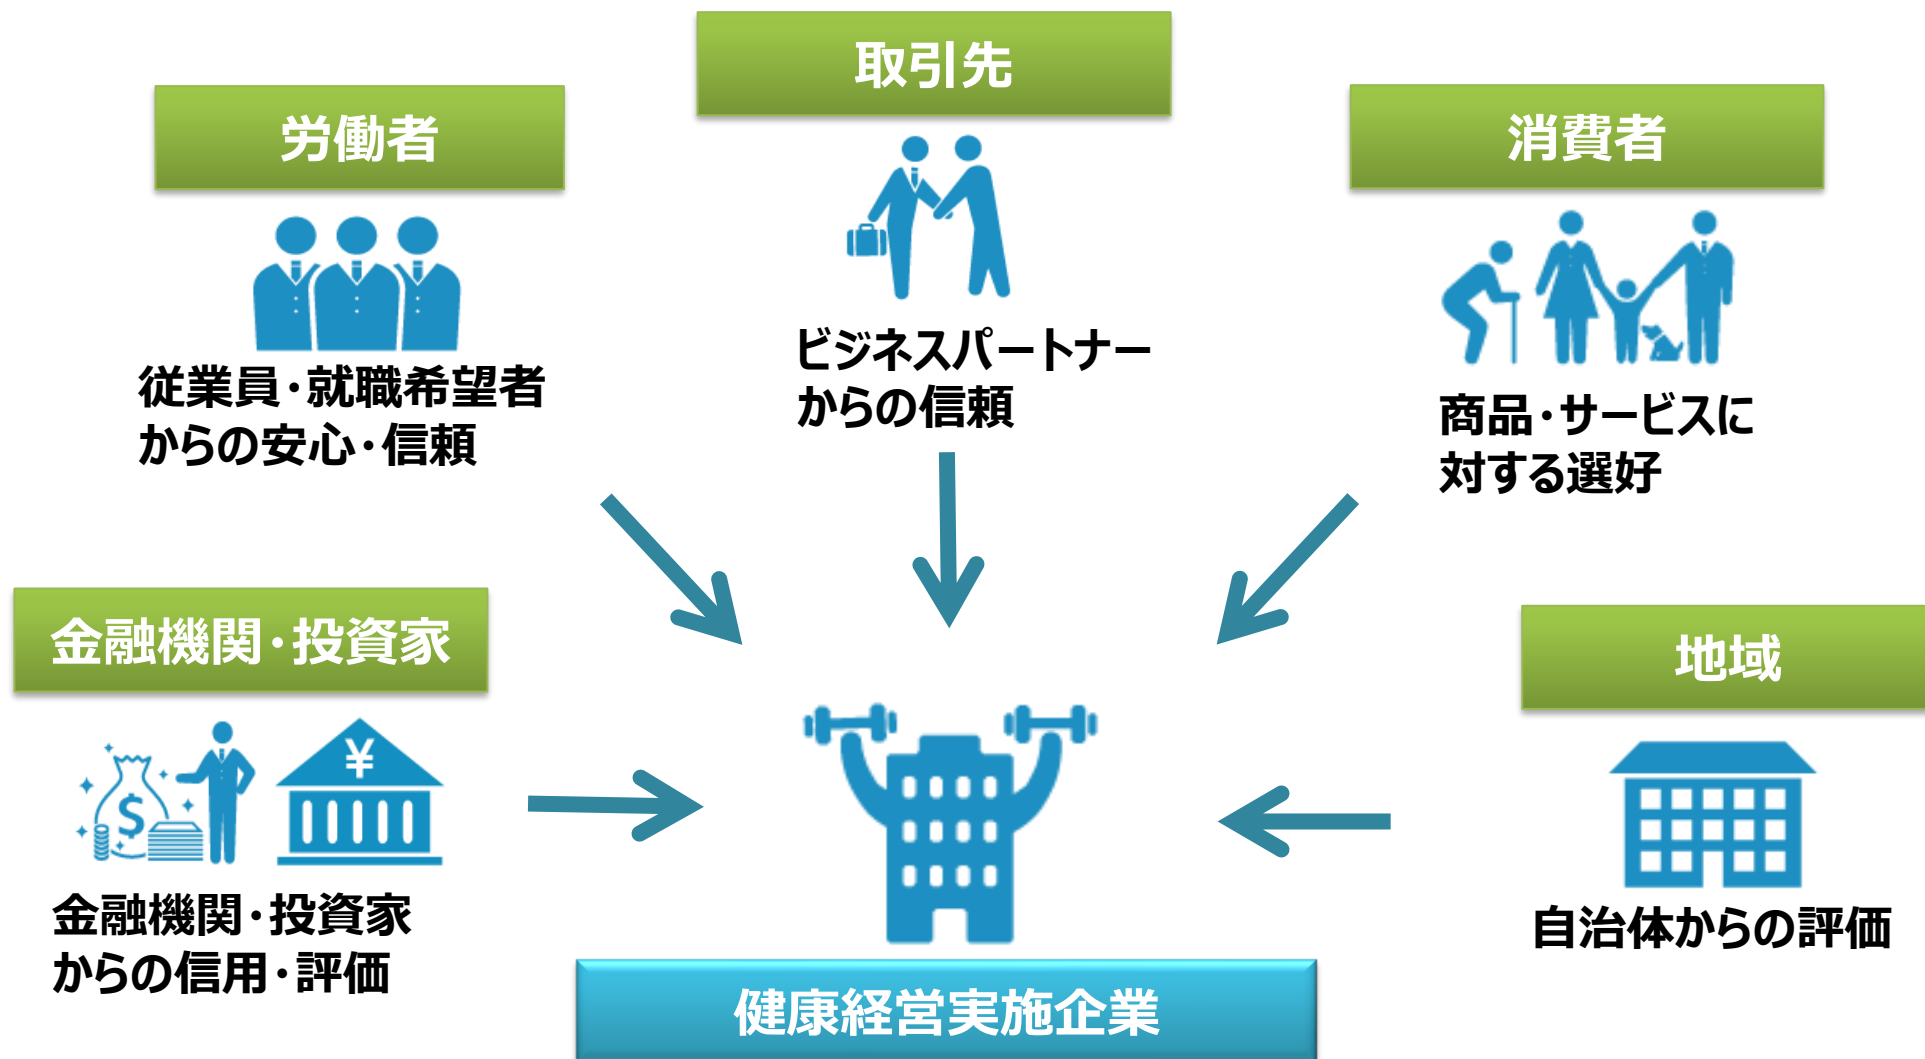 取引先
労働者
消費者
ビジネスパートナー
からの信頼
従業員・就職希望者
からの安心・信頼
商品・サービスに
対する選好
金融機関・投資家
地域
¥
$
金融機関・投資家
からの信用・評価
自治体からの評価
健康経営実施企業